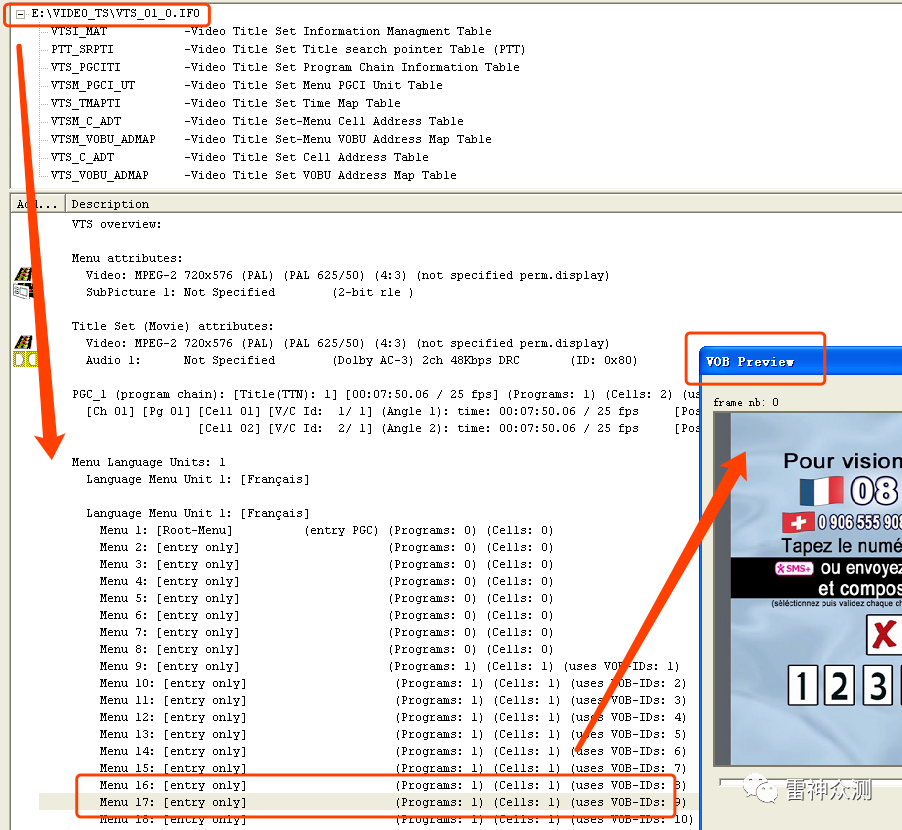 E:\VIDEO_TS\VTS_01_0.IFO
VTSI_MAT -Video Title Set Information Managment Table
PTT_SRPTI -Video Title Set Title search pointer Table (PTT)
VTS_PGCITI -Video Title Set Program Chain Information Table
VTSM_PGCI_UT -Video Title Set Menu PGCI Unit Table
VTS_TMAPTI -Video Title Set Time Map Table
VTSM_C_ADT -Video Title Set-Menu Cell Address Table
VTSM_VOBU_ADMAP -Video Title Set-Menu VOBU Address Map Table
VTS_C_ADT -Video Title Set Cell Address Table
VTS_VOBU_ADMAP -Video Title Set VOBU Address Map Table
Description
VTS overview:
Menu attributes:
Video: MPEG-2 720x576 (PAL) (PAL 625/50) (4:3) (not specified perm.display)
SubPicture 1: Not Specified (2-bit rle )
Title Set (Movie) attributes:
Video: MPEG-2 720x576 (PAL) (PAL 625/50) (4:3) (not specified perm.display)
Audio 1: Not Specified (Dolby AC-3) 2ch 48Kbps DRC (ID: 0x80)
PGC_1 (program chain): [Title(TTN): 1] [00:07:50.06 / 25 fps] (Programs: 1) (Cells: 2) (us
[Ch 01] [Pg 01] [Cell 01] [V/C Id: 1/ 1] (Angle 1): time: 00:07:50.06 / 25 fps [Pos
[Cell 02] [V/C Id: 2/ 1] (Angle 2): time: 00:07:50.06 / 25 fps [Pos
Menu Language Units: 1
Language Menu Unit 1: [Français]
Language Menu Unit 1: [Français]
Menu 1: [Root-Menu] (entry PGC) (Programs: 0) (Cells: 0)
Menu 2: [entry only] (Programs: 0) (Cells: 0)
Menu 3: [entry only] (Programs: 0) (Cells: 0)
Menu 4: [entry only] (Programs: 0) (Cells: 0)
Menu 5: [entry only] (Programs: 0) (Cells: 0)
Menu 6: [entry only] (Programs: 0) (Cells: 0)
Menu 7: [entry only] (Programs: 0) (Cells: 0)
Menu 8: [entry only] (Programs: 0) (Cells: 0)
Menu 9: [entry only] (Programs: 1) (Cells: 1) (uses VOB-IDs: 1)
Menu 10: [entry only] (Programs: 1) (Cells: 1) (uses VOB-IDs: 2)
Menu 11: [entry only] (Programs: 1) (Cells: 1) (uses VOB-IDs: 3)
Menu 12: [entry only] (Programs: 1) (Cells: 1) (uses VOB-IDs: 4)
Menu 13: [entry only] (Programs: 1) (Cells: 1) (uses VOB-IDs: 5)
Menu 14: [entry only] (Programs: 1) (Cells: 1) (uses VOB-IDs: 6)
Menu 15: [entry only] (Programs: 1) (Cells: 1) (uses VOB-IDs: 7)
Menu 16: [entry only] (Programs: 1) (Cells: 1) (uses VOB-IDs: 8)
Menu 17: [entry only] (Programs: 1) (Cells: 1) (uses VOB-IDs: 9)
Menu 18: [entry only] (Programs: 1) (Cells: 1) (uses VOB-IDs: 10)
VOB Preview
frame nb: 0
Pour vision
08
0 906 555 908
Tapez le numé
SMS+ ou envoyez
et compos
(sélectionnez puis validez chaque c
X
1 2 3
雷神众测